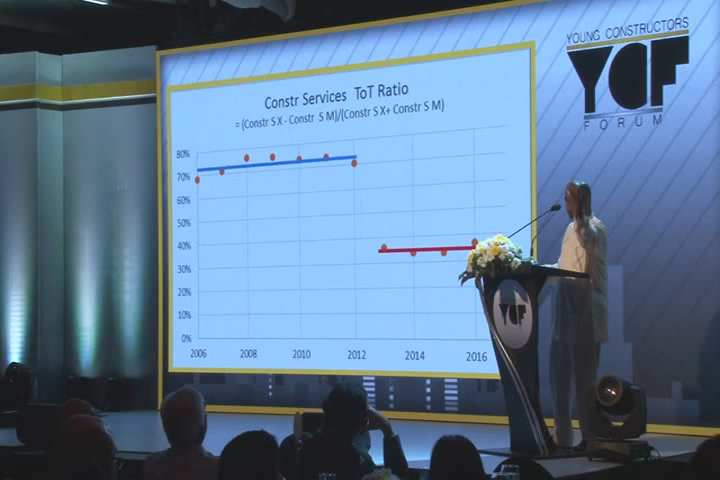 YOUNG CONSTRUCTORS
YCF
FORUM
Constr Services ToT Ratio
= (Constr S X - Constr S M)/(Constr S X+ Constr S M)
80%
70%
60%
50%
40%
30%
20%
10%
0%
2006 2008 2010 2012 2014 2016
YCF